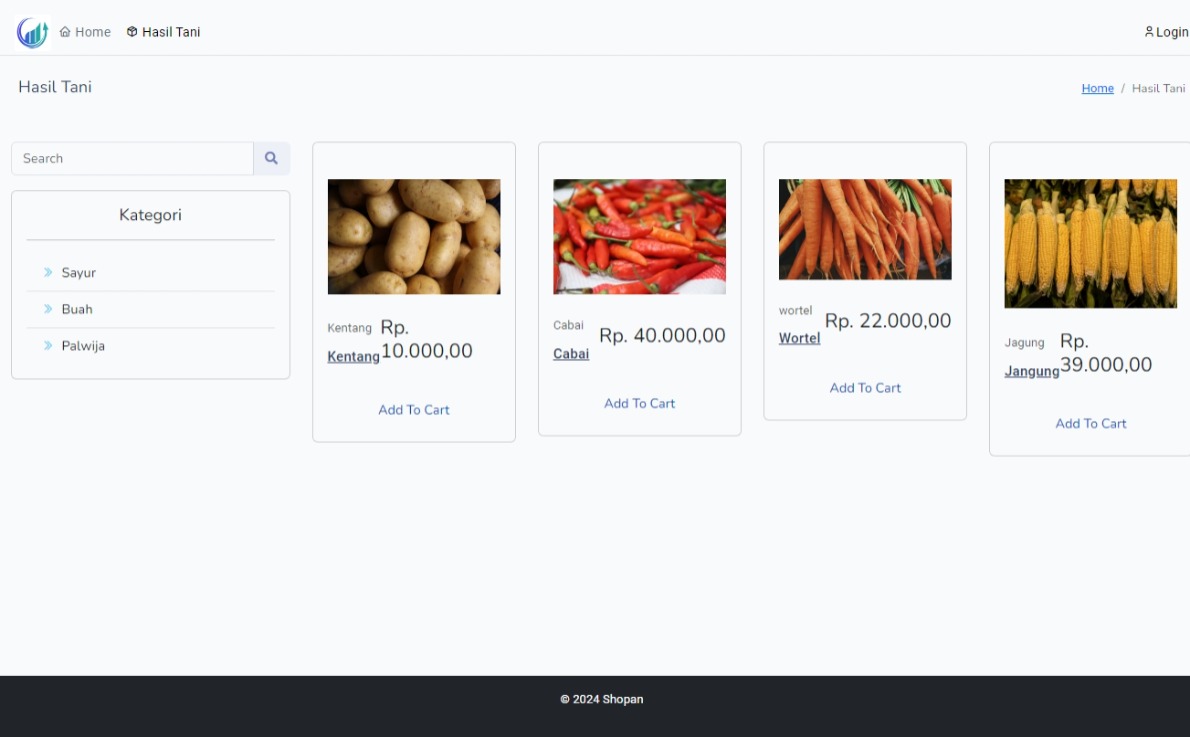 Home
Hasil Tani
Login
Hasil Tani
Home / Hasil Tani
Search
Kategori
Sayur
Buah
Palwija
Kentang
Kentang
Rp.
10.000,00
Add To Cart
Cabai
Cabai
Rp. 40.000,00
Add To Cart
wortel
Wortel
Rp. 22.000,00
Add To Cart
Jagung
Jangung
Rp.
39.000,00
Add To Cart
© 2024 Shopan